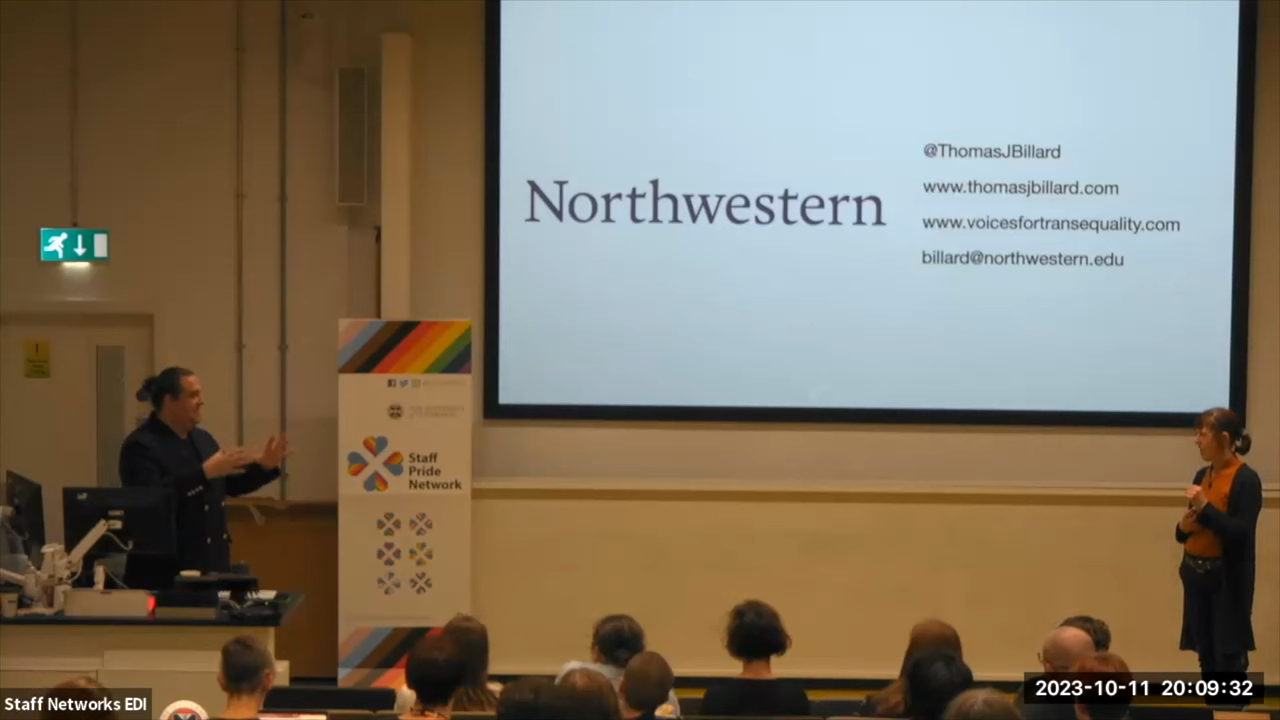 Northwestern
@ThomasJBillard
www.thomasjbillard.com
www.voicesfortransequality.com
billard@northwestern.edu
Staff
Pride
Network
Staff Networks EDI
2023-10-11 20:09:32